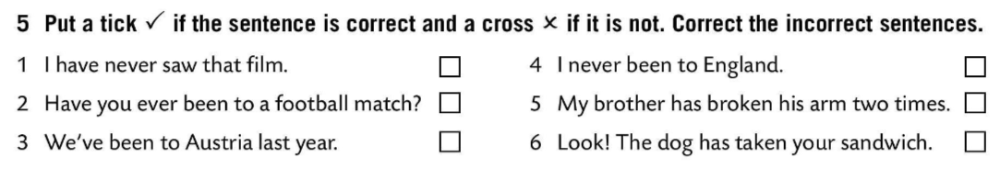 5 Put a tick ✓ if the sentence is correct and a cross × if it is not. Correct the incorrect sentences.
1 I have never saw that film.
2 Have you ever been to a football match?
3 We've been to Austria last year.
4 I never been to England.
5 My brother has broken his arm two times.
6 Look! The dog has taken your sandwich.